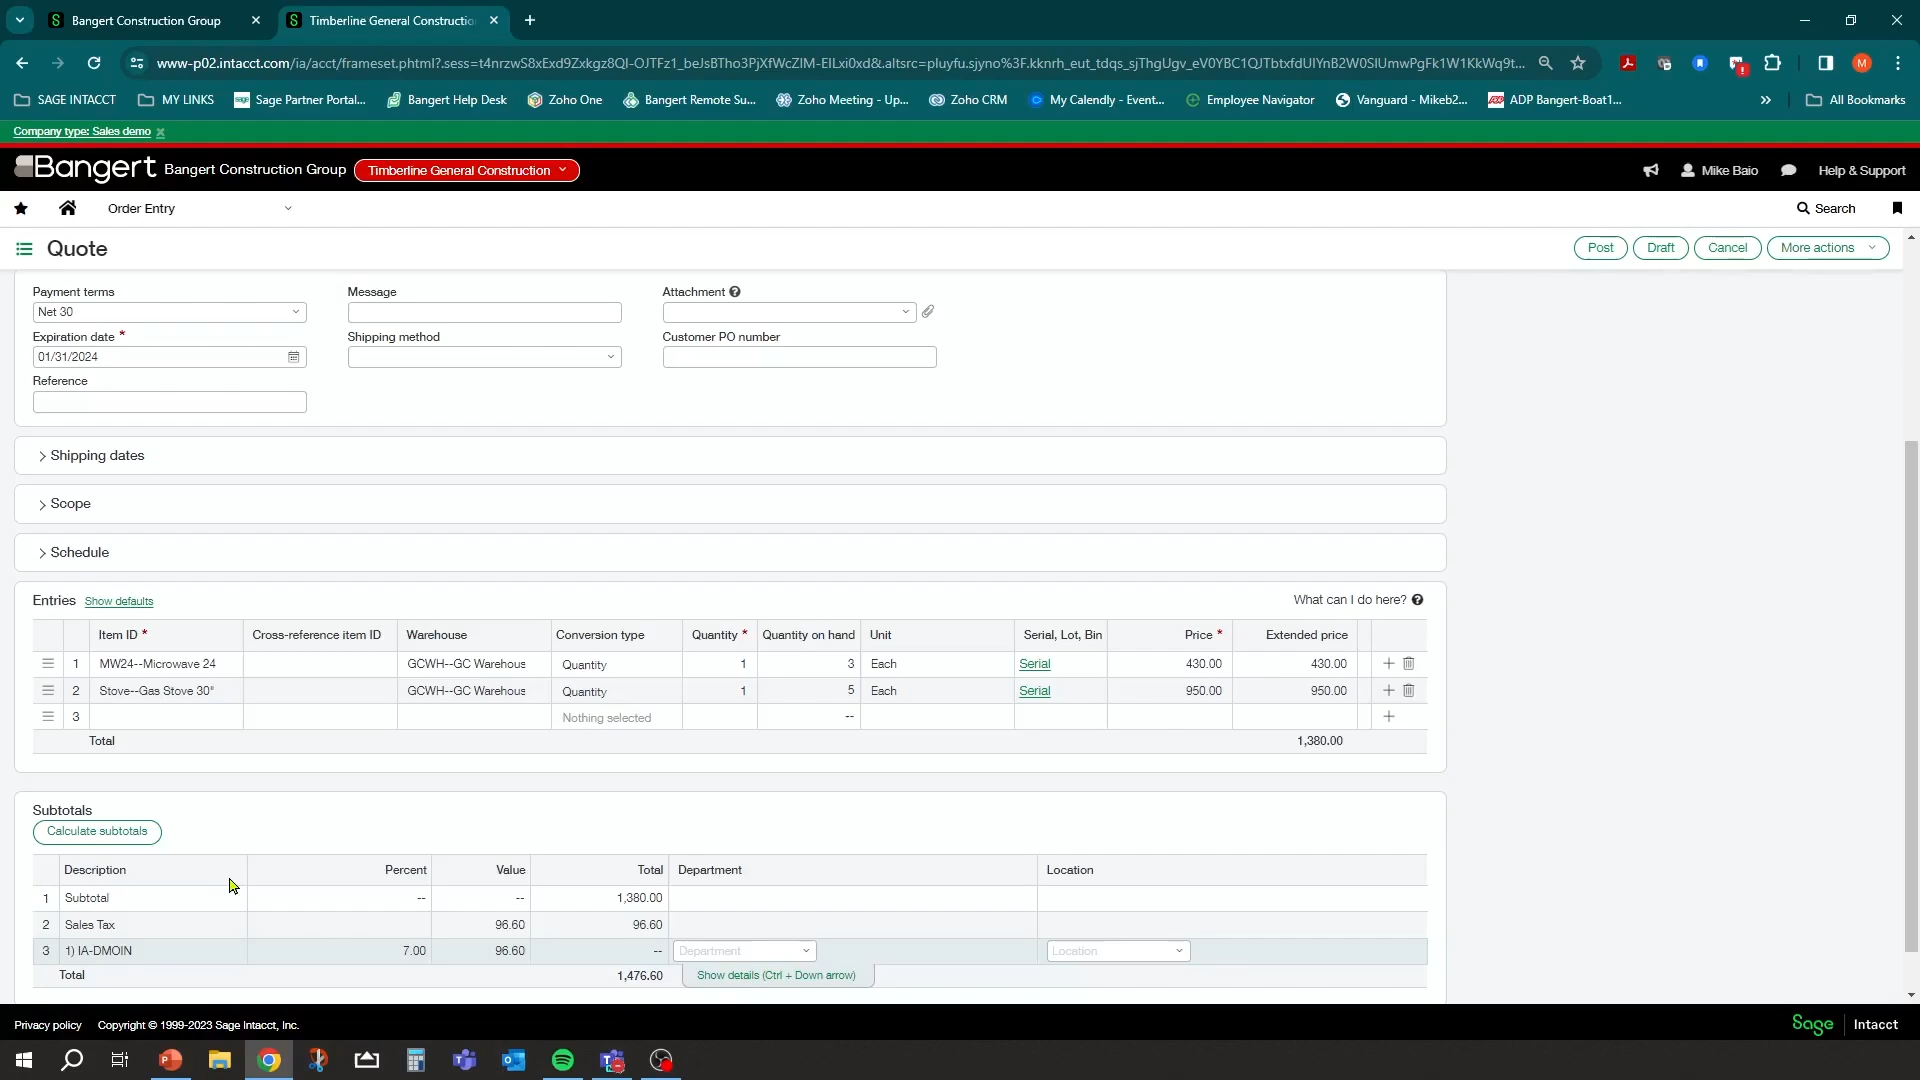 Bangert Construction Group
Timberline General Constructio
www-p02.intacct.com/ia/acct/frameset.phtml?.sess=t4nrzwS8xExd9Zxkgz8QI-OJTFz1_beJsBTho3PjXfWcZIM-EILxi0xd&.altsrc=pluyfu.sjyno%3F.kknrh_eut_tdqs_sjThgUgv_eV0YBC1QJTbtxfdUIYnB2W0SlUmwPgFk1W1KkWq9t...
SAGE INTACCT MY LINKS Sage Partner Portal... Bangert Help Desk Zoho One Bangert Remote Su... Zoho Meeting - Up... Zoho CRM My Calendly - Event... Employee Navigator Vanguard - Mikeb2... ADP Bangert-Boat1... » All Bookmarks
Company type: Sales demo
Bangert Bangert Construction Group Timberline General Construction Mike Baio Help & Support
Order Entry Search
Quote Post Draft Cancel More actions
Payment terms Message Attachment
Net 30
Expiration date * Shipping method Customer PO number
01/31/2024
Reference
Shipping dates
Scope
Schedule
Entries Show defaults What can I do here?
Item ID * Cross-reference item ID Warehouse Conversion type Quantity * Quantity on hand Unit Serial, Lot, Bin Price * Extended price
1 MW24--Microwave 24 GCWH--GC Warehous Quantity 1 3 Each Serial 430.00 430.00
2 Stove--Gas Stove 30" GCWH--GC Warehous Quantity 1 5 Each Serial 950.00 950.00
3 Nothing selected --
Total 1,380.00
Subtotals
Calculate subtotals
Description Percent Value Total Department Location
1 Subtotal -- -- 1,380.00
2 Sales Tax 96.60 96.60
3 1) IA-DMOIN 7.00 96.60 -- Department Location
Total 1,476.60 Show details (Ctrl + Down arrow)
Privacy policy Copyright © 1999-2023 Sage Intacct, Inc. Sage Intacct